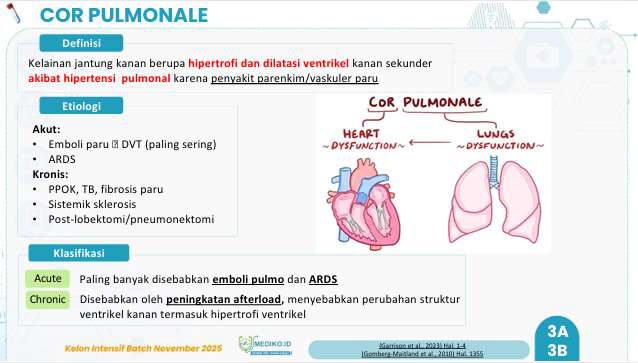 COR PULMONALE
Definisi
Kelainan jantung kanan berupa hipertrofi dan dilatasi ventrikel kanan sekunder
akibat hipertensi pulmonal karena penyakit parenkim/vaskuler paru
Etiologi
Akut:
• Emboli paru ⍰ DVT (paling sering)
• ARDS
Kronis:
• PPOK, TB, fibrosis paru
• Sistemik sklerosis
• Post-lobektomi/pneumonektomi
COR PULMONALE
HEART
~DYSFUNCTION~
LUNGS
~DYSFUNCTION~
Klasifikasi
Acute Paling banyak disebabkan emboli pulmo dan ARDS
Chronic Disebabkan oleh peningkatan afterload, menyebabkan perubahan struktur
ventrikel kanan termasuk hipertrofi ventrikel
Kelon Intensif Batch November 2025
MEDIKO.ID
(Garrison et al., 2023) Hal. 1-4
(Gomberg-Maitland et al., 2010) Hal. 1355
3A
3B